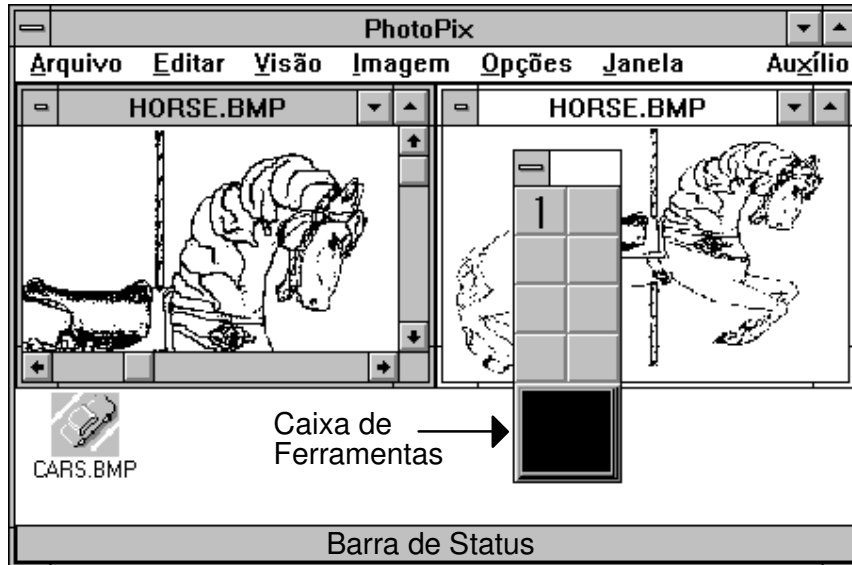 PhotoPix
Arquivo Editar Visão Imagem Opções Janela Auxílio
HORSE.BMP
HORSE.BMP
1
Caixa de
Ferramentas
CARS.BMP
Barra de Status